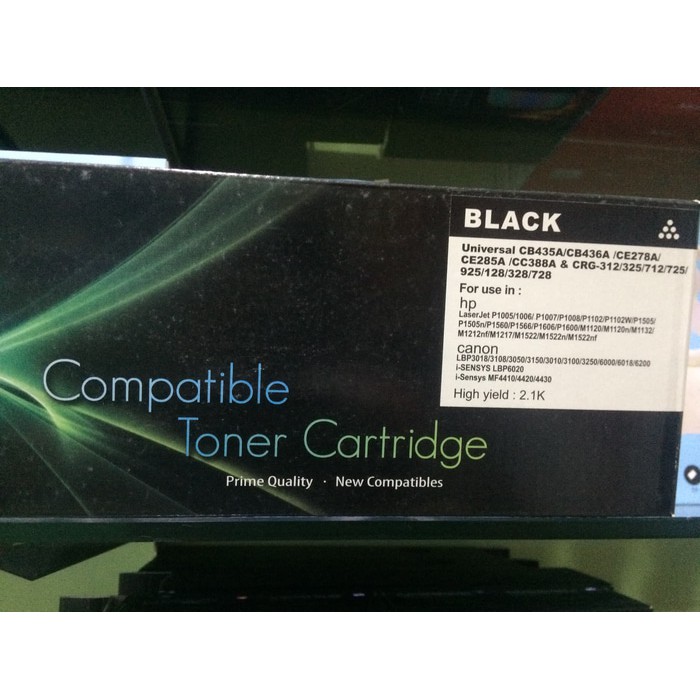 BLACK
Universal CB435A/CB436A /CE278A/
CE285A /CC388A & CRG-312/325/712/725/
925/128/328/728
For use in :
hp
LaserJet P1005/1006/ P1007/P1008/P1102/P1102W/P1505/
P1505n/P1560/P1566/P1606/P1600/M1120/M1120n/M1132/
M1212nf/M1217/M1522/M1522n/M1522nf
canon
LBP3018/3108/3050/3150/3010/3100/3250/6000/6018/6200
i-SENSYS LBP6020
i-Sensys MF4410/4420/4430
High yield : 2.1K
Compatible
Toner Cartridge
Prime Quality · New Compatibles